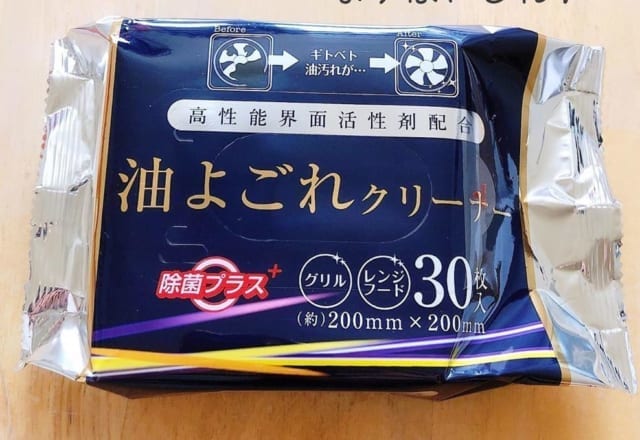 Before
After
ギトベト
油汚れが…
高性能界面活性剤配合
油よごれクリーナー
除菌プラス+
グリル
レンジ
フード
30枚入
(約)200mm×200mm